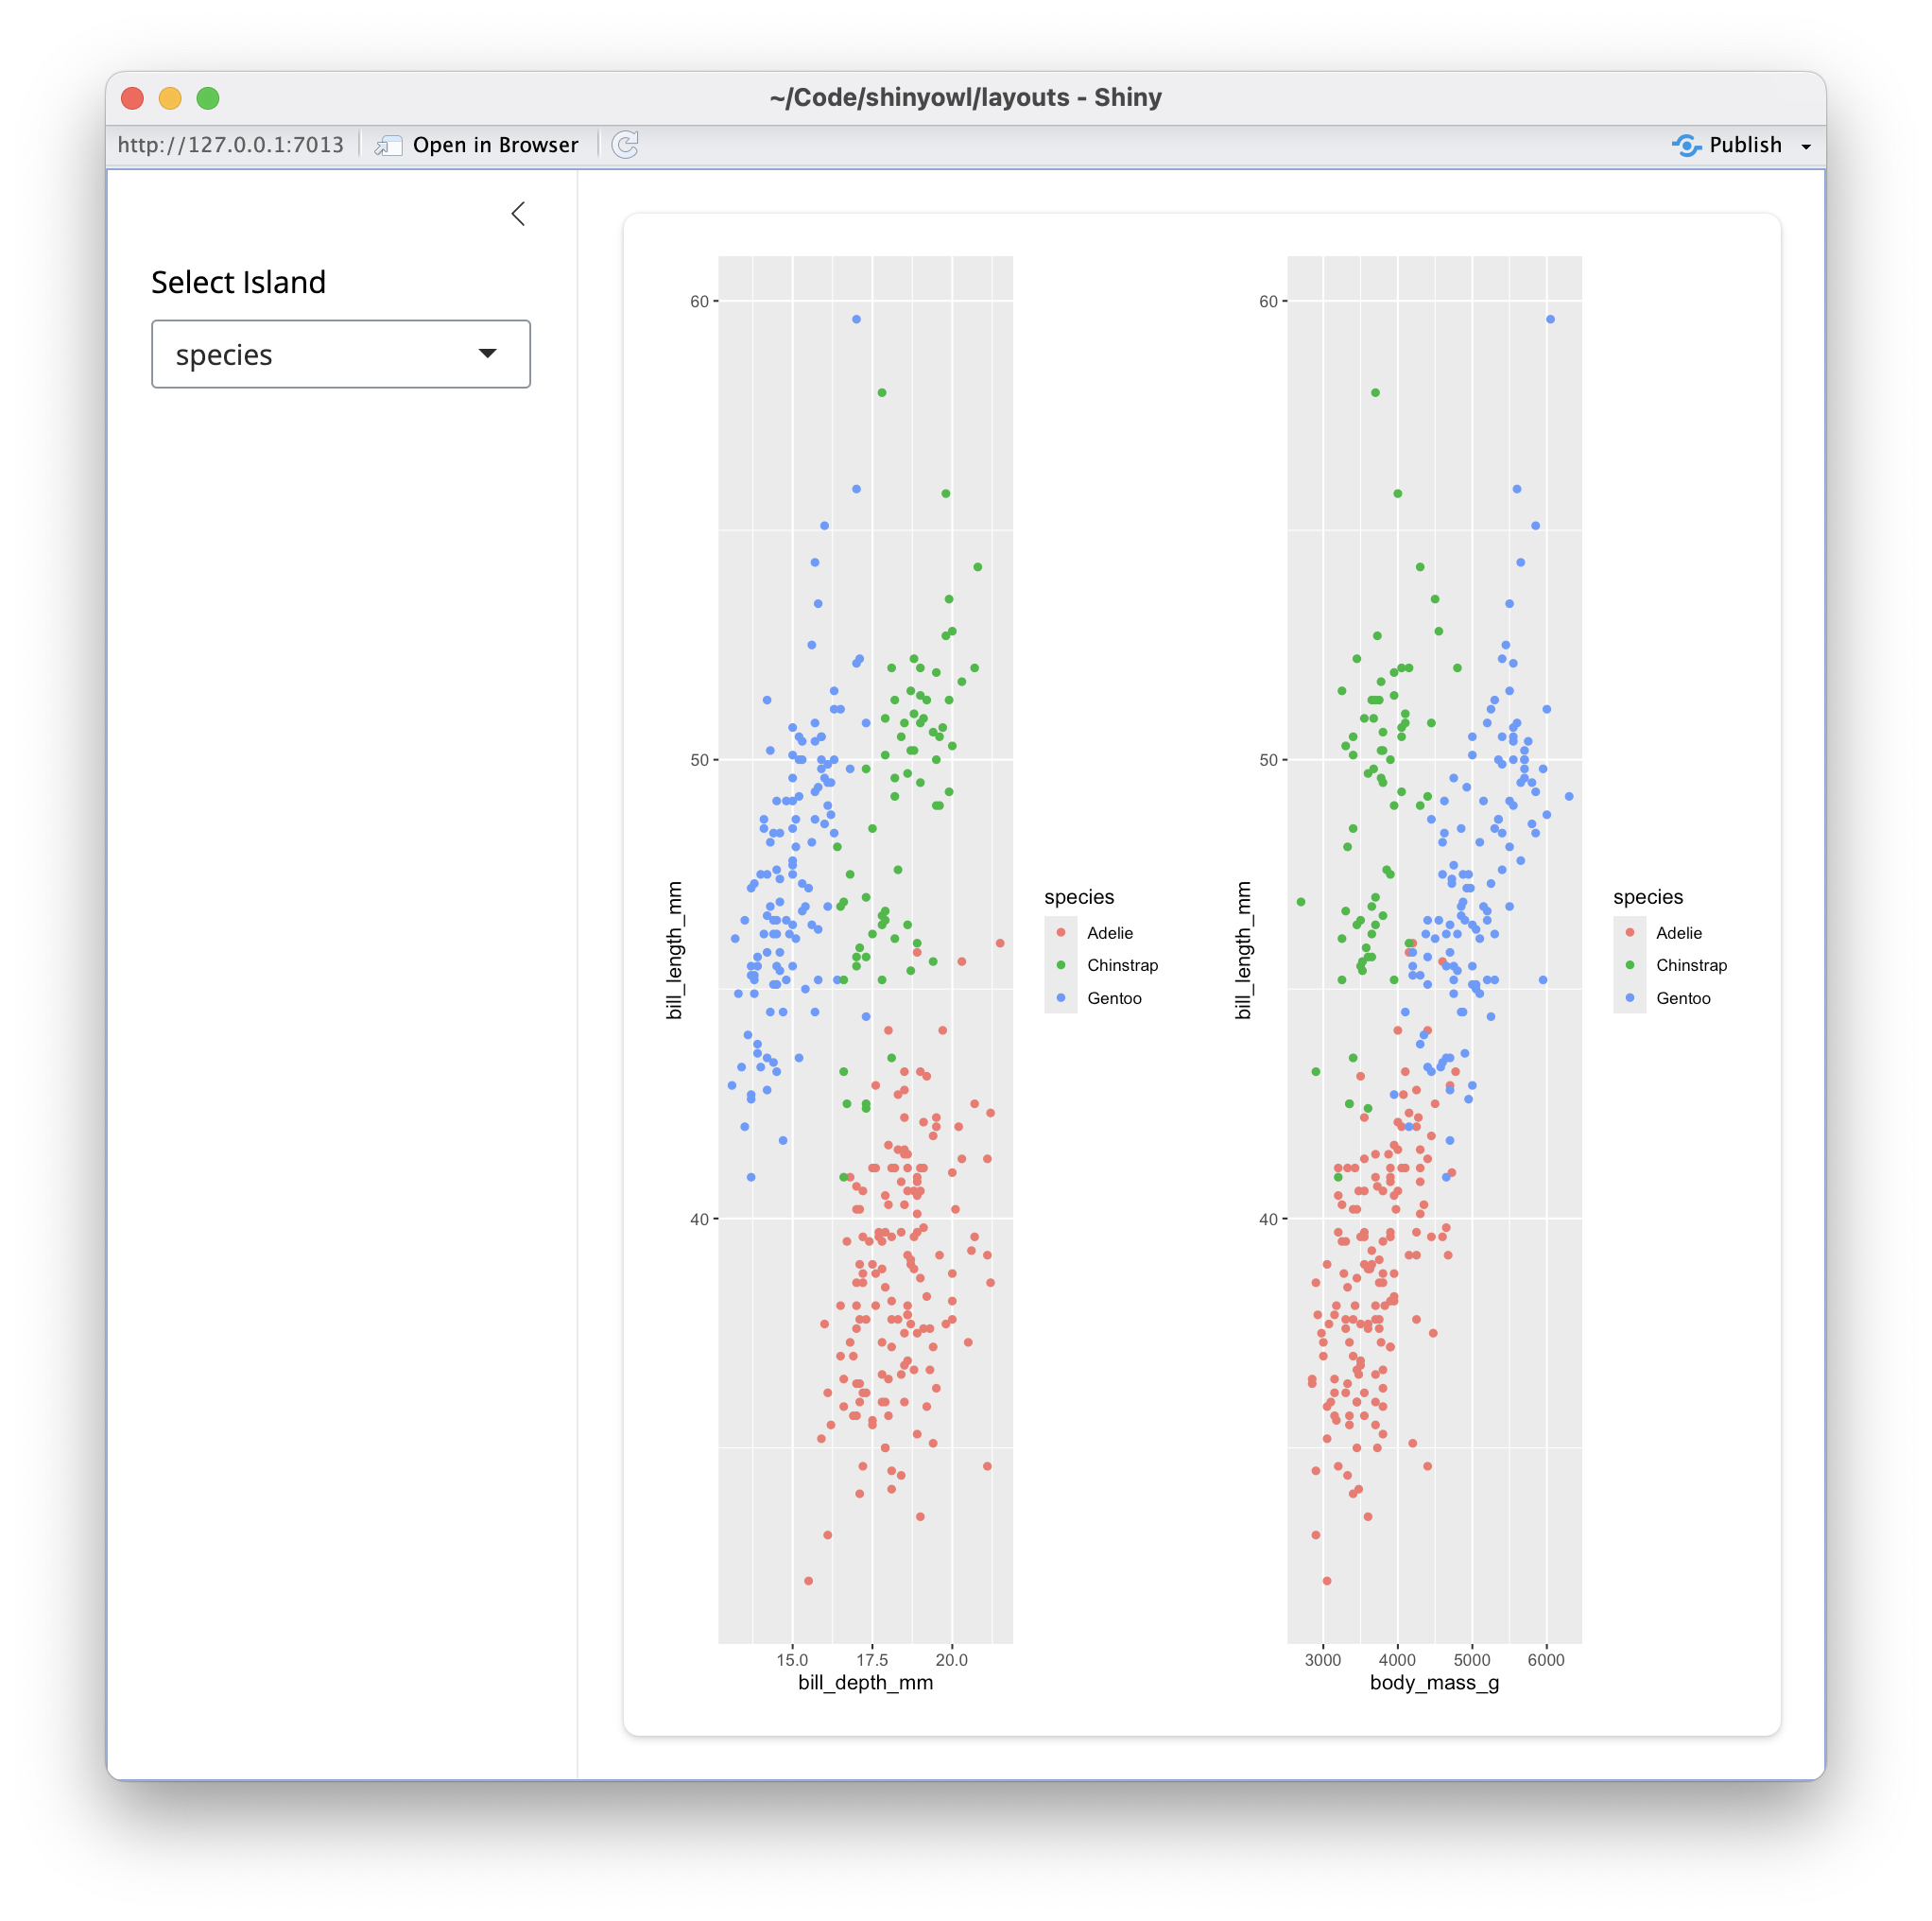 ~/Code/shinyowl/layouts - Shiny
http://127.0.0.1:7013 Open in Browser Publish
Select Island
species
60
50
40
bill_length_mm
15.0 17.5 20.0
bill_depth_mm
species
Adelie
Chinstrap
Gentoo
60
50
40
bill_length_mm
3000 4000 5000 6000
body_mass_g
species
Adelie
Chinstrap
Gentoo